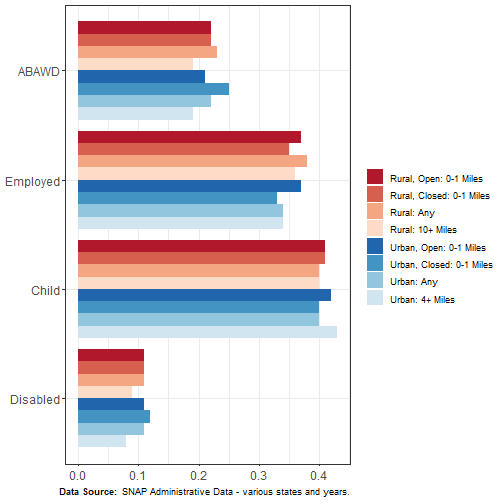 ABAWD
Employed
Child
Disabled
0.0 0.1 0.2 0.3 0.4
Rural, Open: 0-1 Miles
Rural, Closed: 0-1 Miles
Rural: Any
Rural: 10+ Miles
Urban, Open: 0-1 Miles
Urban, Closed: 0-1 Miles
Urban: Any
Urban: 4+ Miles
Data Source: SNAP Administrative Data - various states and years.